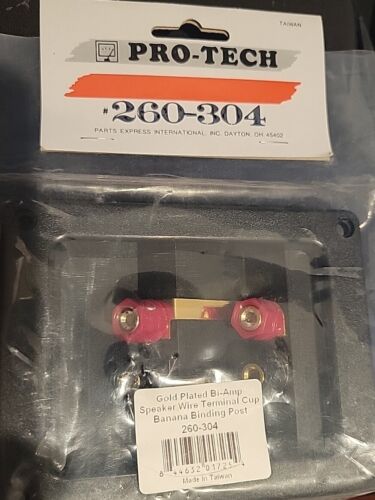 TAIWAN
PRO-TECH
#260-304
PARTS EXPRESS INTERNATIONAL, INC. DAYTON, OH 45402
Gold Plated Bi-Amp
Speaker Wire Terminal Cup
Banana Binding Post
260-304
Made In Taiwan